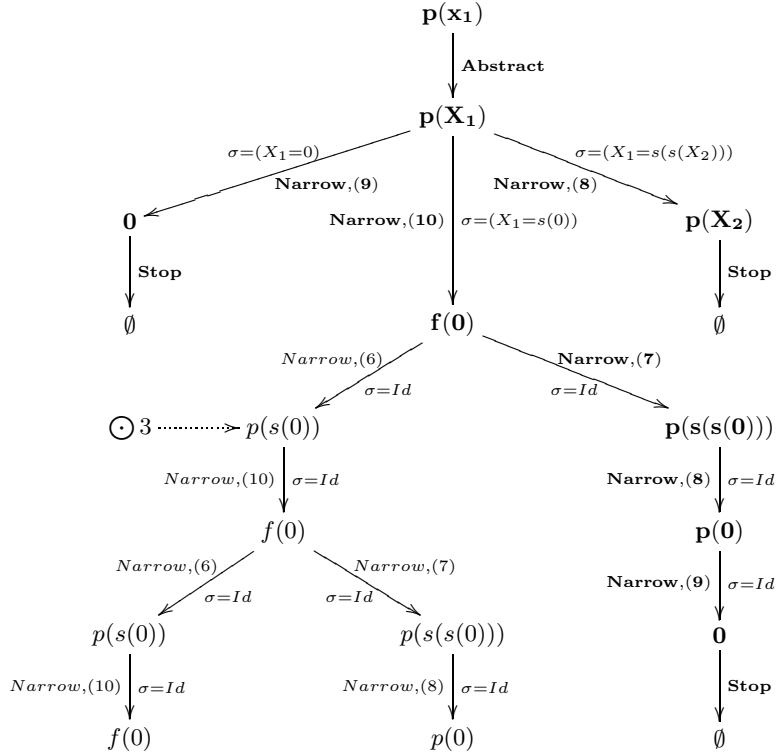 p(x₁)
Abstract
p(X₁)
σ=(X₁=0)
σ=(X₁=s(s(X₂)))
Narrow,(9)
Narrow,(8)
0
Narrow,(10)
σ=(X₁=s(0))
p(X₂)
Stop
Stop
∅
f(0)
∅
Narrow,(6)
Narrow,(7)
σ=Id
σ=Id
⊙ 3
p(s(0))
p(s(s(0)))
Narrow,(10)
σ=Id
Narrow,(8)
σ=Id
f(0)
p(0)
Narrow,(6)
Narrow,(7)
Narrow,(9)
σ=Id
σ=Id
σ=Id
p(s(0))
p(s(s(0)))
0
Narrow,(10)
σ=Id
Narrow,(8)
σ=Id
Stop
f(0)
p(0)
∅